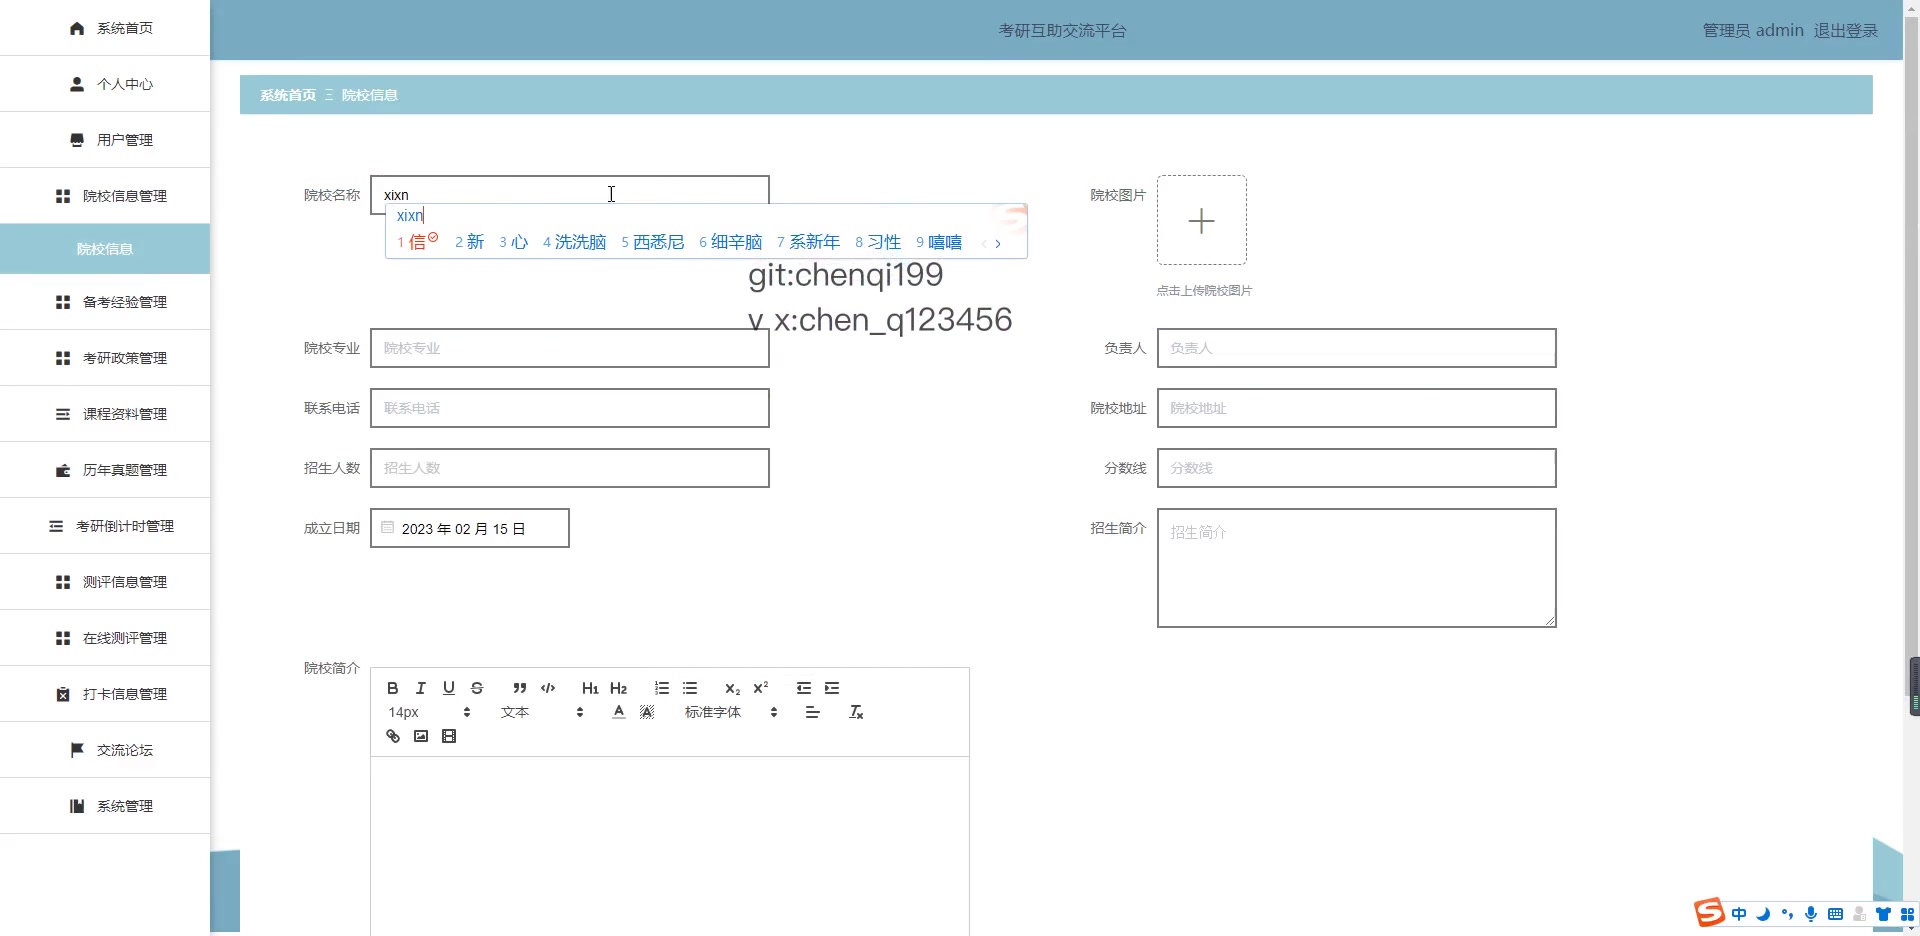 系统首页
个人中心
用户管理
院校信息管理
院校信息
备考经验管理
考研政策管理
课程资料管理
历年真题管理
考研倒计时管理
测评信息管理
在线测评管理
打卡信息管理
交流论坛
系统管理
考研互助交流平台
管理员 admin 退出登录
系统首页 院校信息
院校名称 xixn
xixn
1 信 2 新 3 心 4 洗洗脑 5 西悉尼 6 细辛脑 7 系新年 8 习性 9 嘻嘻
院校图片
点击上传院校图片
git:chenqi199
v x:chen_q123456
院校专业 院校专业
负责人 负责人
联系电话 联系电话
院校地址 院校地址
招生人数 招生人数
分数线 分数线
成立日期 2023 年 02 月 15 日
招生简介 招生简介
院校简介
B I U S H1 H2 X2 X2
14px 文本 A A 标准字体 Tx
S 中